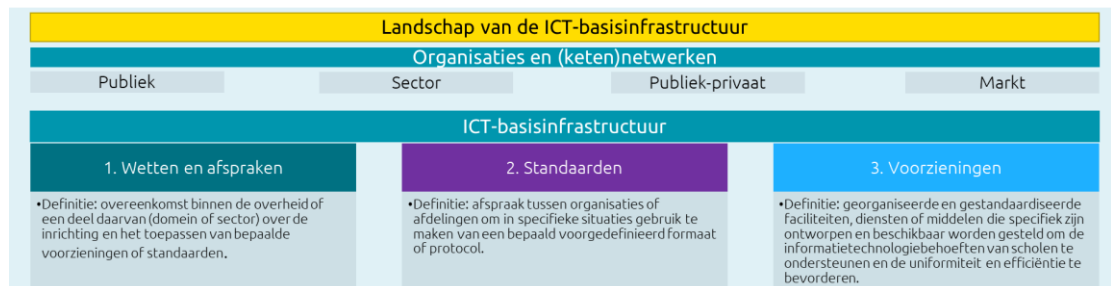 Landschap van de ICT-basisinfrastructuur
Organisaties en (keten)netwerken
Publiek
Sector
Publiek-privaat
Markt
ICT-basisinfrastructuur
1. Wetten en afspraken
•Definitie: overeenkomst binnen de overheid of
een deel daarvan (domein of sector) over de
inrichting en het toepassen van bepaalde
voorzieningen of standaarden.
2. Standaarden
•Definitie: afspraak tussen organisaties of
afdelingen om in specifieke situaties gebruik te
maken van een bepaald voorgedefinieerd formaat
of protocol.
3. Voorzieningen
•Definitie: georganiseerde en gestandaardiseerde
faciliteiten, diensten of middelen die specifiek zijn
ontworpen en beschikbaar worden gesteld om de
informatietechnologiebehoeften van scholen te
ondersteunen en de uniformiteit en efficiëntie te
bevorderen.